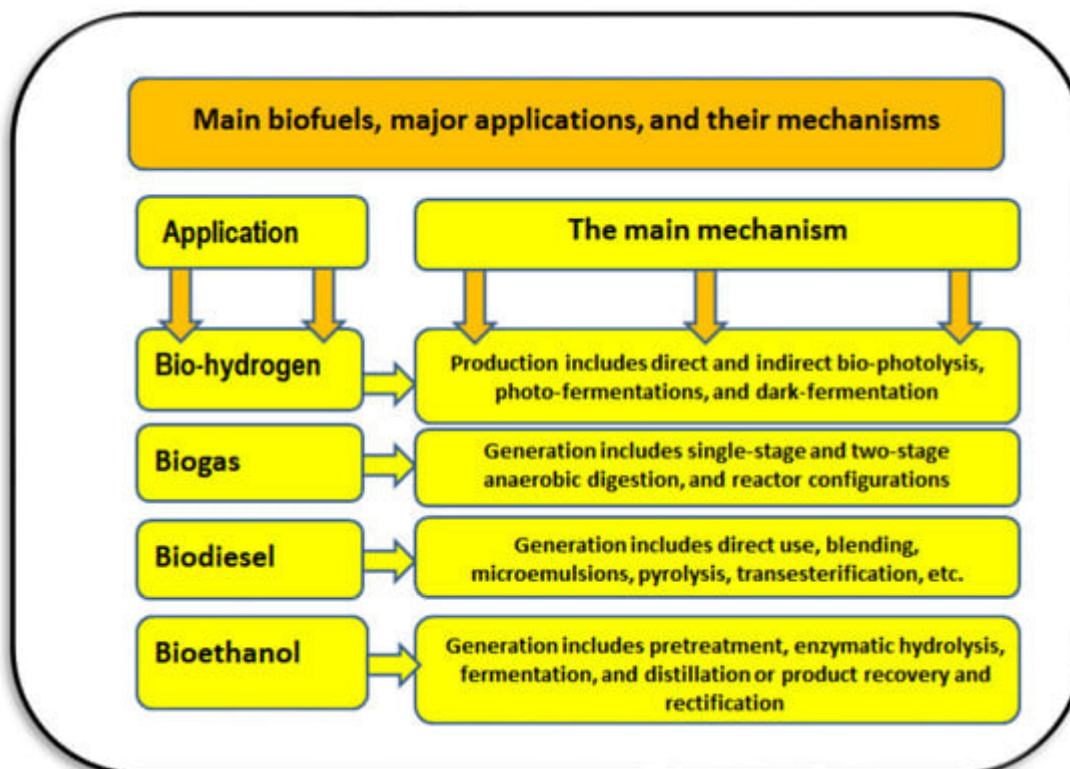 Main biofuels, major applications, and their mechanisms
Application
The main mechanism
Bio-hydrogen
Production includes direct and indirect bio-photolysis,
photo-fermentations, and dark-fermentation
Biogas
Generation includes single-stage and two-stage
anaerobic digestion, and reactor configurations
Biodiesel
Generation includes direct use, blending,
microemulsions, pyrolysis, transesterification, etc.
Bioethanol
Generation includes pretreatment, enzymatic hydrolysis,
fermentation, and distillation or product recovery and
rectification